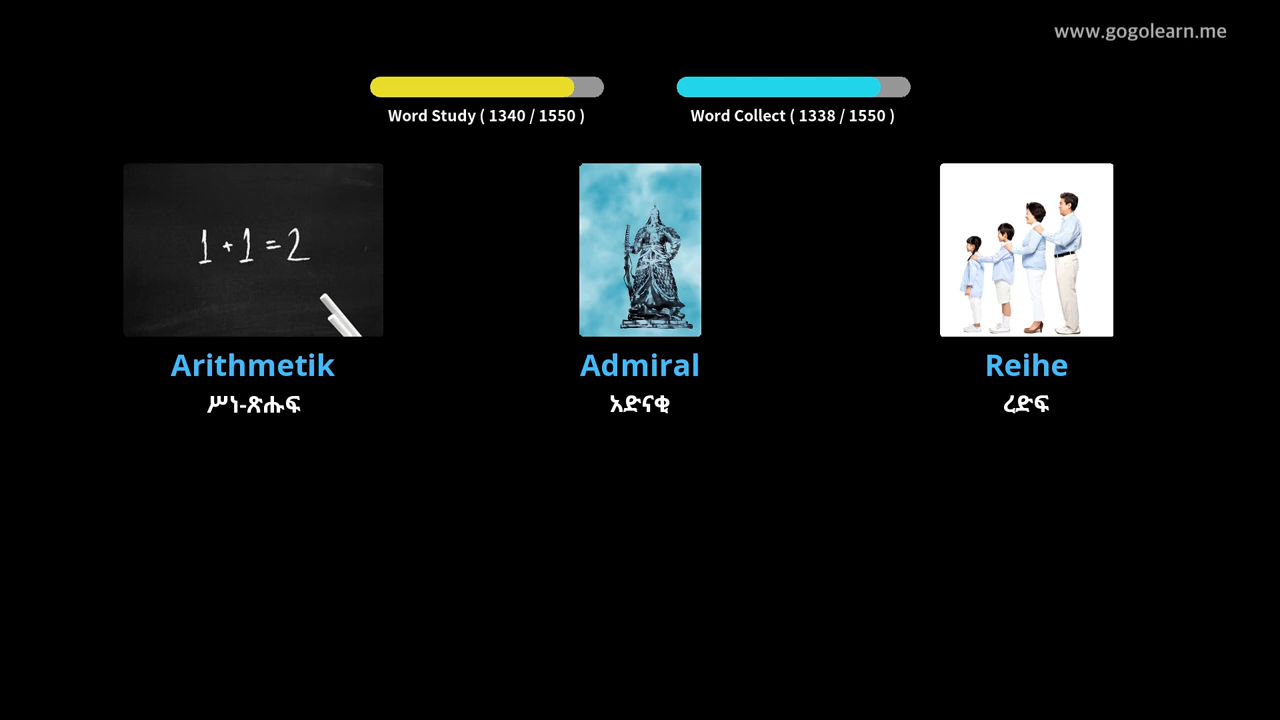 www.gogolearn.me
Word Study ( 1340 / 1550 )
Word Collect ( 1338 / 1550 )
1 + 1 = 2
Arithmetik
Admiral
Reihe
ሥነ-ጽሑፍ
አድናቂ
ረድፍ